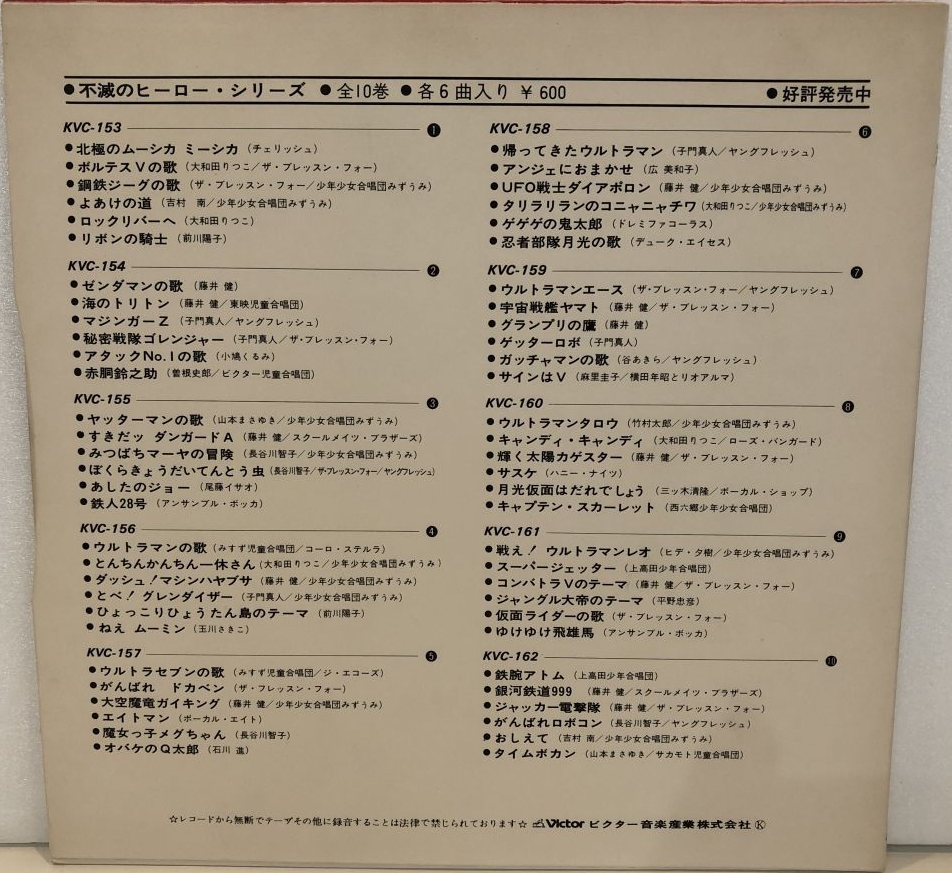 ●不滅のヒーロー・シリーズ ●全10巻 ●各6曲入り ¥600 ●好評発売中
KVC-153 ❶
●北極のムーシカ ミーシカ (チェリッシュ)
●ボルテスVの歌 (大和田りつこ/ザ・ブレッスン・フォー)
●鋼鉄ジーグの歌 (ザ・ブレッスン・フォー/少年少女合唱団みずうみ)
●よあけの道 (吉村 南/少年少女合唱団みずうみ)
●ロックリバーへ (大和田りつこ)
●リボンの騎士 (前川陽子)
KVC-154 ❷
●ゼンダマンの歌 (藤井 健)
●海のトリトン (藤井 健/東映児童合唱団)
●マジンガーZ (子門真人/ヤングフレッシュ)
●秘密戦隊ゴレンジャー (子門真人/ザ・ブレッスン・フォー)
●アタックNo.1の歌 (小鳩くるみ)
●赤胴鈴之助 (曽根史郎/ビクター児童合唱団)
KVC-155 ❸
●ヤッターマンの歌 (山本まさゆき/少年少女合唱団みずうみ)
●すきだッ ダンガードA (藤井 健/スクールメイツ・ブラザーズ)
●みつばちマーヤの冒険 (長谷川智子/少年少女合唱団みずうみ)
●ぼくらきょうだいてんとう虫 (長谷川智子/ザ・ブレッスン・フォー/ヤングフレッシュ)
●あしたのジョー (尾藤イサオ)
●鉄人28号 (アンサンブル・ボッカ)
KVC-156 ❹
●ウルトラマンの歌 (みすず児童合唱団/コーロ・ステルラ)
●とんちんかんちん一休さん (大和田りつこ/少年少女合唱団みずうみ)
●ダッシュ!マシンハヤブサ (藤井 健/少年少女合唱団みずうみ)
●とべ! グレンダイザー (子門真人/少年少女合唱団みずうみ)
●ひょっこりひょうたん島のテーマ (前川陽子)
●ねえ ムーミン (玉川さきこ)
KVC-157 ❺
●ウルトラセブンの歌 (みすず児童合唱団/ジ・エコーズ)
●がんばれ ドカベン (ザ・フレッスン・フォー)
●大空魔竜ガイキング (藤井 健/少年少女合唱団みずうみ)
●エイトマン (ボーカル・エイト)
●魔女っ子メグちゃん (長谷川智子)
●オバケのQ太郎 (石川 進)
KVC-158 ❻
●帰ってきたウルトラマン (子門真人/ヤングフレッシュ)
●アンジェにおまかせ (広 美和子)
●UFO戦士ダイアポロン (藤井 健/少年少女合唱団みずうみ)
●タリラリランのコニャニャチワ (大和田りつこ/少年少女合唱団みずうみ)
●ゲゲゲの鬼太郎 (ドレミファコーラス)
●忍者部隊月光の歌 (デューク・エイセス)
KVC-159 ❼
●ウルトラマンエース (ザ・ブレッスン・フォー/ヤングフレッシュ)
●宇宙戦艦ヤマト (藤井 健/ザ・ブレッスン・フォー)
●グランプリの鷹 (藤井 健)
●ゲッターロボ (子門真人)
●ガッチャマンの歌 (谷あきら/ヤングフレッシュ)
●サインはV (麻里圭子/横田年昭とリオアルマ)
KVC-160 ❽
●ウルトラマンタロウ (竹村太郎/少年少女合唱団みずうみ)
●キャンディ・キャンディ (大和田りつこ/ローズ・バンガード)
●輝く太陽カゲスター (藤井 健/ザ・ブレッスン・フォー)
●サスケ (ハニー・ナイツ)
●月光仮面はだれでしょう (三ッ木清隆/ボーカル・ショップ)
●キャプテン・スカーレット (西六郷少年少女合唱団)
KVC-161 ❾
●戦え! ウルトラマンレオ (ヒデ・夕樹/少年少女合唱団みずうみ)
●スーパージェッター (上高田少年合唱団)
●コンバトラVのテーマ (藤井 健/ザ・ブレッスン・フォー)
●ジャングル大帝のテーマ (平野忠彦)
●仮面ライダーの歌 (ザ・ブレッスン・フォー)
●ゆけゆけ飛雄馬 (アンサンブル・ボッカ)
KVC-162 ❿
●鉄腕アトム (上高田少年合唱団)
●銀河鉄道999 (藤井 健/スクールメイツ・ブラザーズ)
●ジャッカー電撃隊 (藤井 健/ザ・ブレッスン・フォー)
●がんばれロボコン (長谷川智子/ヤングフレッシュ)
●おしえて (吉村 南/少年少女合唱団みずうみ)
●タイムボカン (山本まさゆき/サカモト児童合唱団)
☆レコードから無断でテープその他に録音することは法律で禁じられております☆ Victor ビクター音楽産業株式会社 Ⓚ